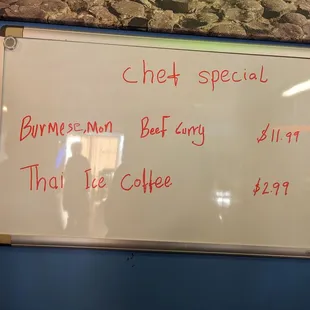 Chef special
Burmese,Mon Beef Curry $11.99
Thai Ice Coffee $2.99